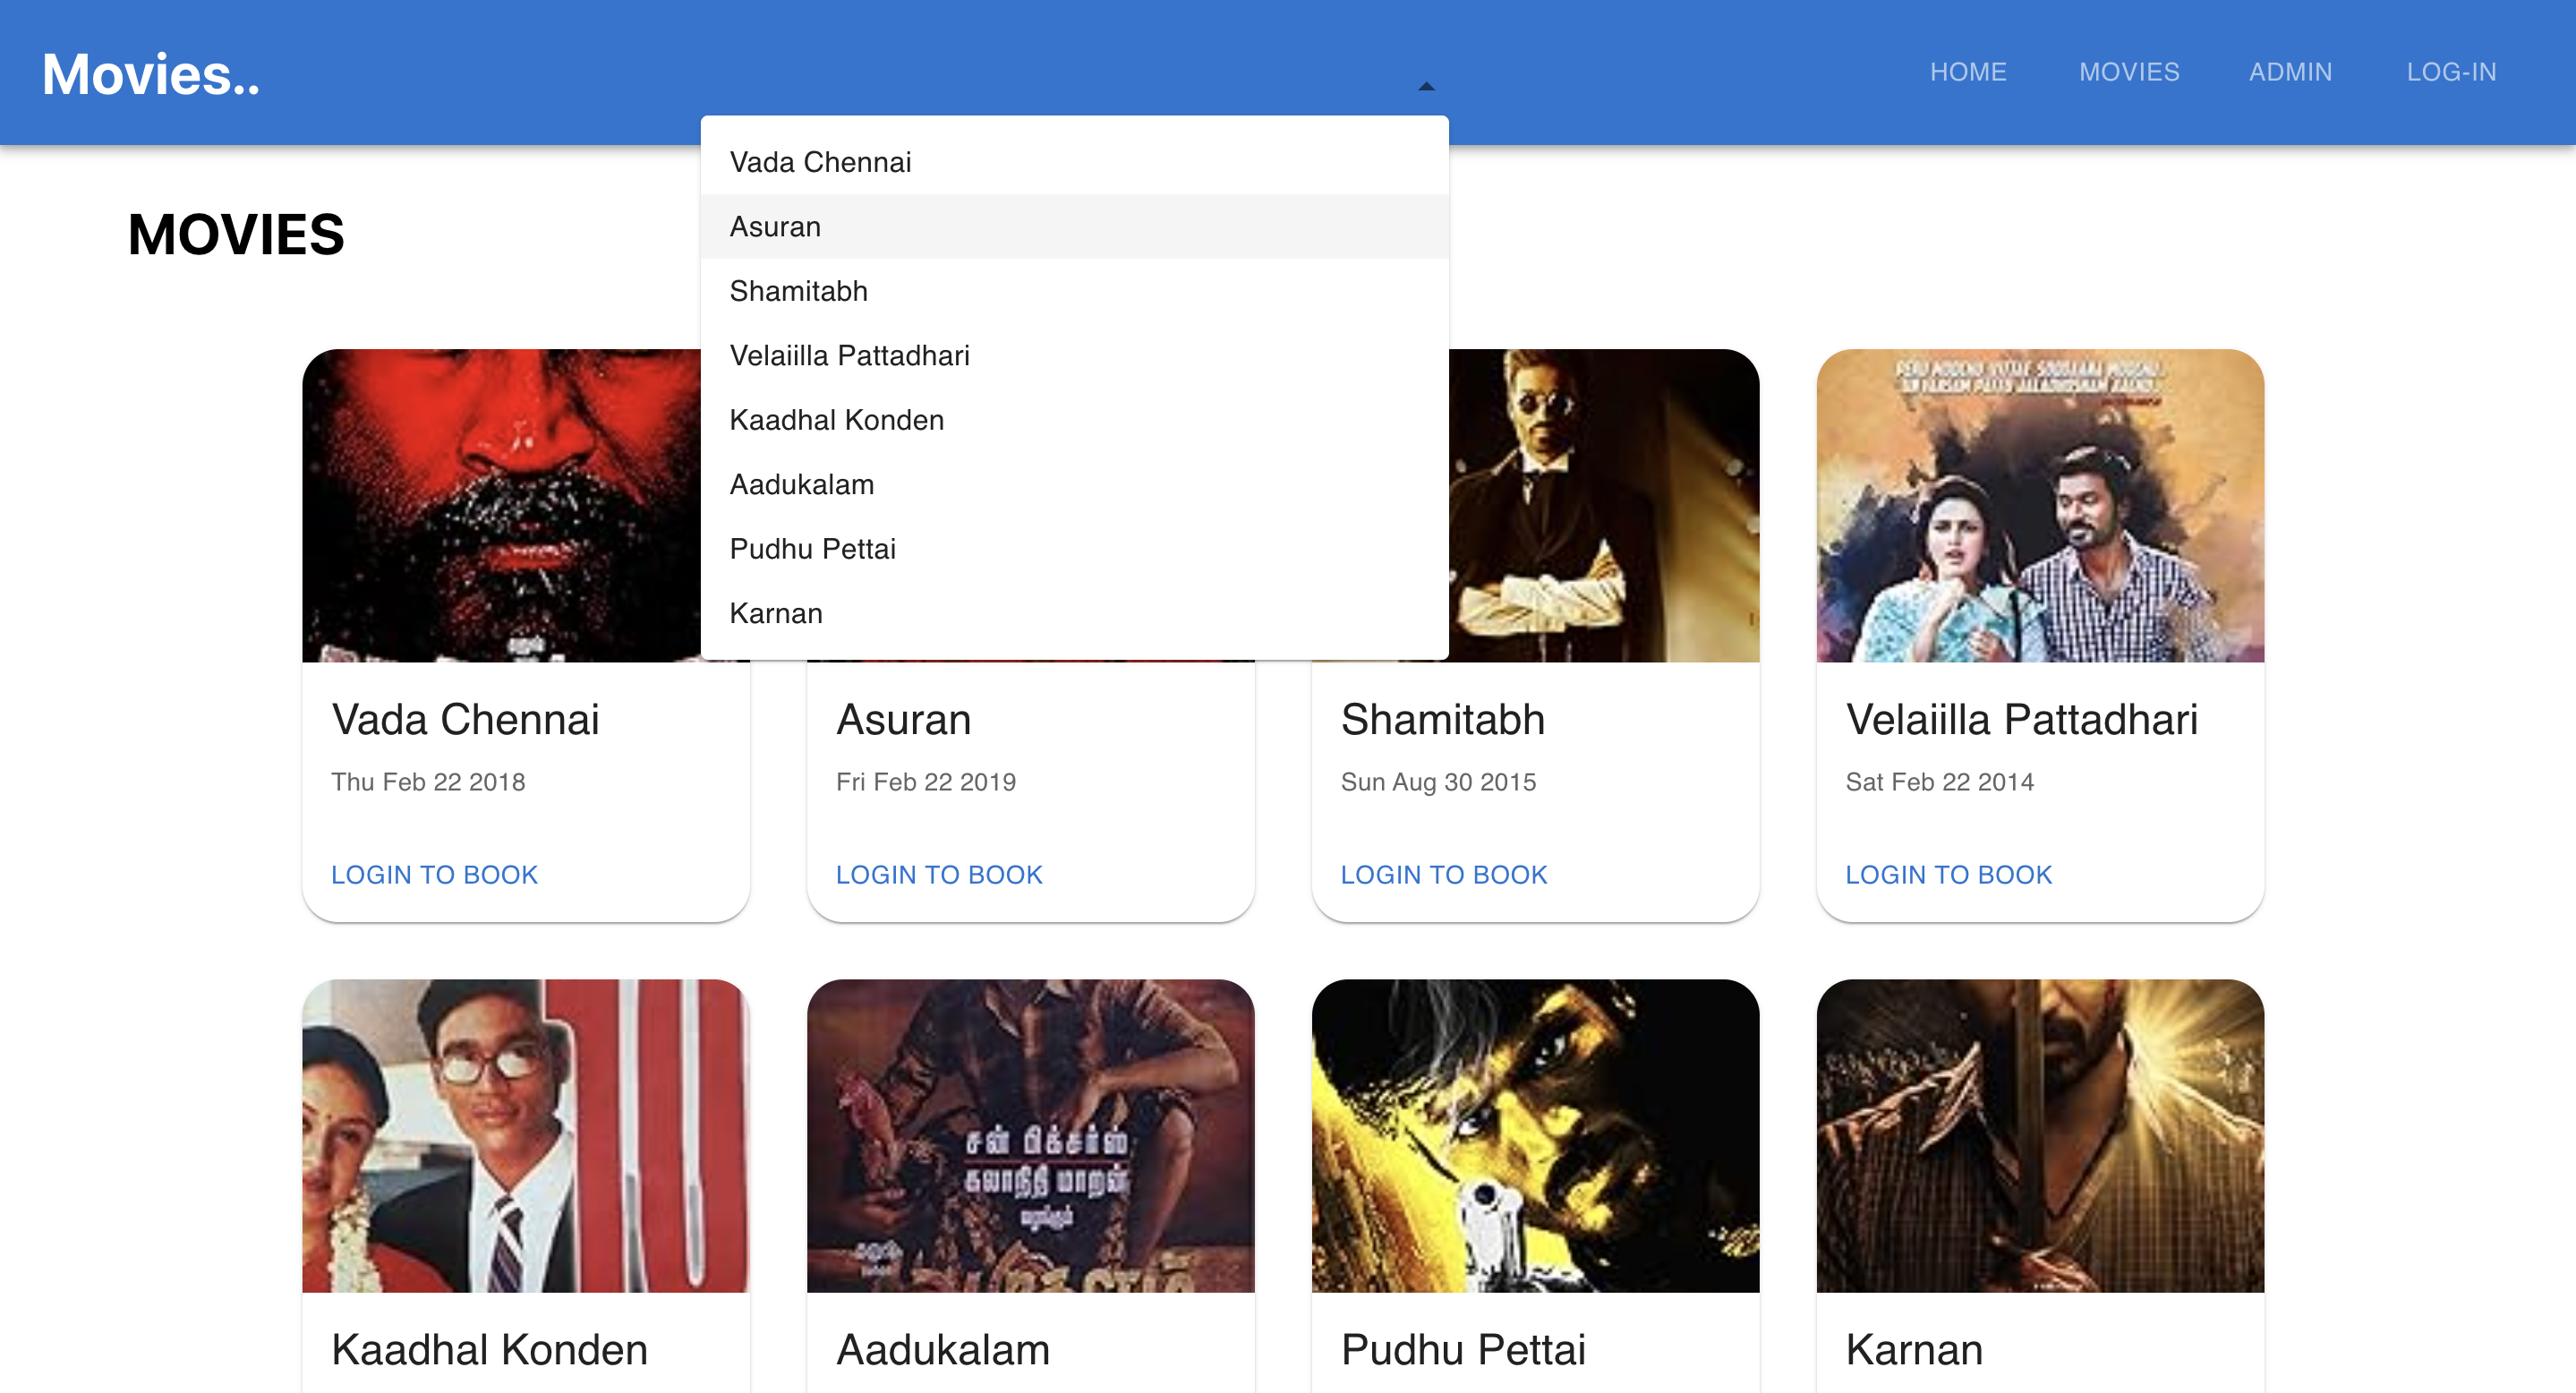 Movies..
HOME
MOVIES
ADMIN
LOG-IN
Vada Chennai
Asuran
Shamitabh
Velaiilla Pattadhari
Kaadhal Konden
Aadukalam
Pudhu Pettai
Karnan
MOVIES
Vada Chennai
Thu Feb 22 2018
LOGIN TO BOOK
Asuran
Fri Feb 22 2019
LOGIN TO BOOK
Shamitabh
Sun Aug 30 2015
LOGIN TO BOOK
Velaiilla Pattadhari
Sat Feb 22 2014
LOGIN TO BOOK
Kaadhal Konden
சன் பிக்சர்ஸ்
கலாநிதி மாறன்
வழங்கும்
Aadukalam
Pudhu Pettai
Karnan